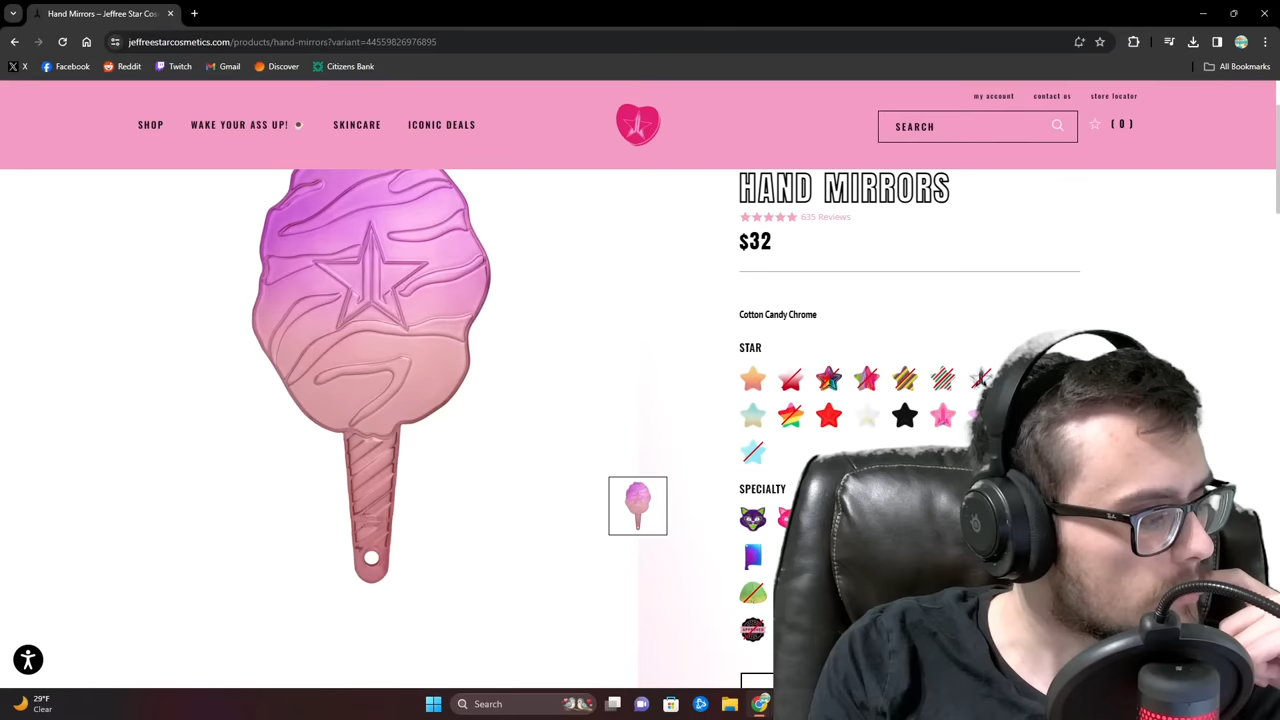 Hand Mirrors – Jeffree Star Cos
jeffreestarcosmetics.com/products/hand-mirrors?variant=44559826976895
X Facebook Reddit Twitch Gmail Discover Citizens Bank All Bookmarks
my account contact us store locator
SHOP WAKE YOUR ASS UP! SKINCARE ICONIC DEALS SEARCH ( 0 )
HAND MIRRORS
635 Reviews
$32
Cotton Candy Chrome
STAR
SPECIALTY
29°F
Clear
Search